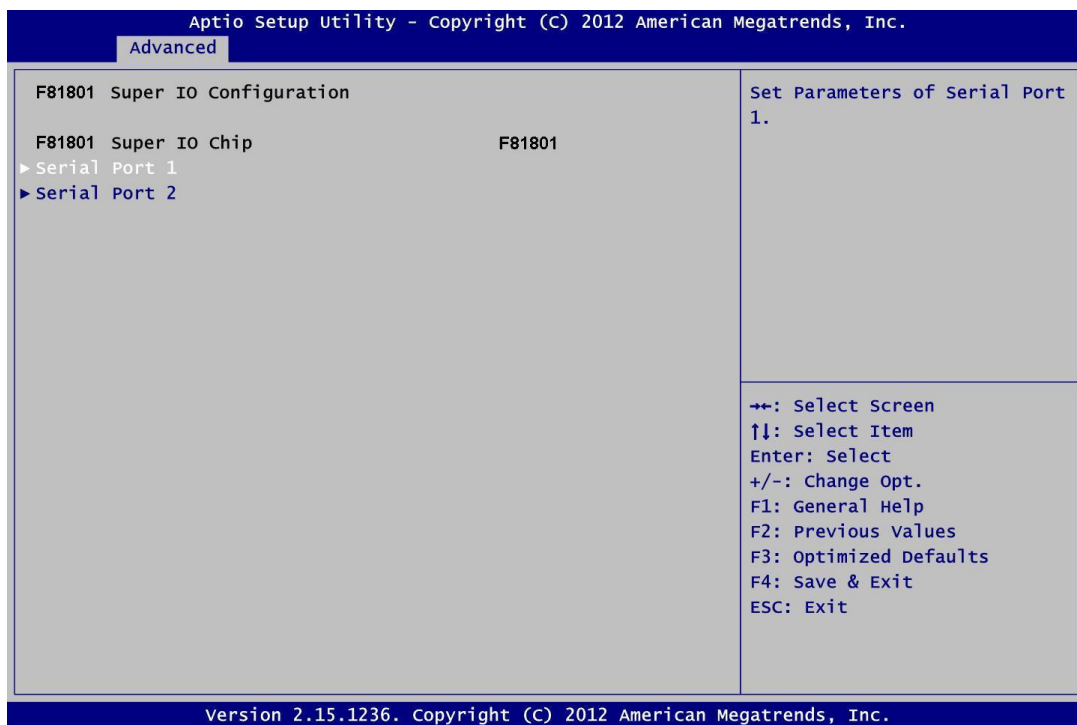 Aptio Setup Utility - Copyright (C) 2012 American Megatrends, Inc.
Advanced
F81801 Super IO Configuration
F81801 Super IO Chip F81801
►Serial Port 1
►Serial Port 2
Set Parameters of Serial Port
1.
→←: Select Screen
↑↓: Select Item
Enter: Select
+/-: Change Opt.
F1: General Help
F2: Previous Values
F3: Optimized Defaults
F4: Save & Exit
ESC: Exit
Version 2.15.1236. Copyright (C) 2012 American Megatrends, Inc.